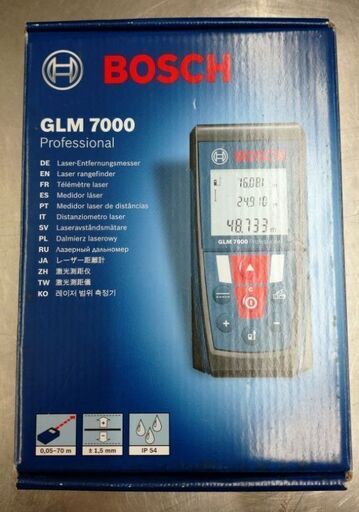 BOSCH
GLM 7000
Professional
DE Laser-Entfernungsmesser
EN Laser rangefinder
FR Télémètre laser
ES Medidor láser
PT Medidor laser de distâncias
IT Distanziometro laser
SV Laseravståndsmätare
PL Dalmierz laserowy
RU Лазерный дальномер
JA レーザー距離計
ZH 激光测距仪
TW 激光測距儀
KO 레이저 범위 측정기
BOSCH
16.081 m
24.910 m
48.733 m
GLM 7000 Professional
0,05-70 m
± 1,5 mm
IP 54